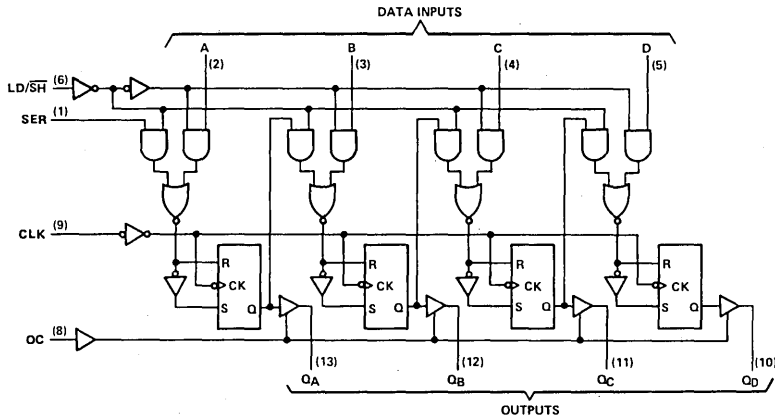 DATA INPUTS
A B C D
(2) (3) (4) (5)
LD/S̅H̅ (6)
SER (1)
CLK (9)
R R R R
CK CK CK CK
S Q S Q S Q S Q
OC (8)
(13) (12) (11) (10)
QA QB QC QD
OUTPUTS